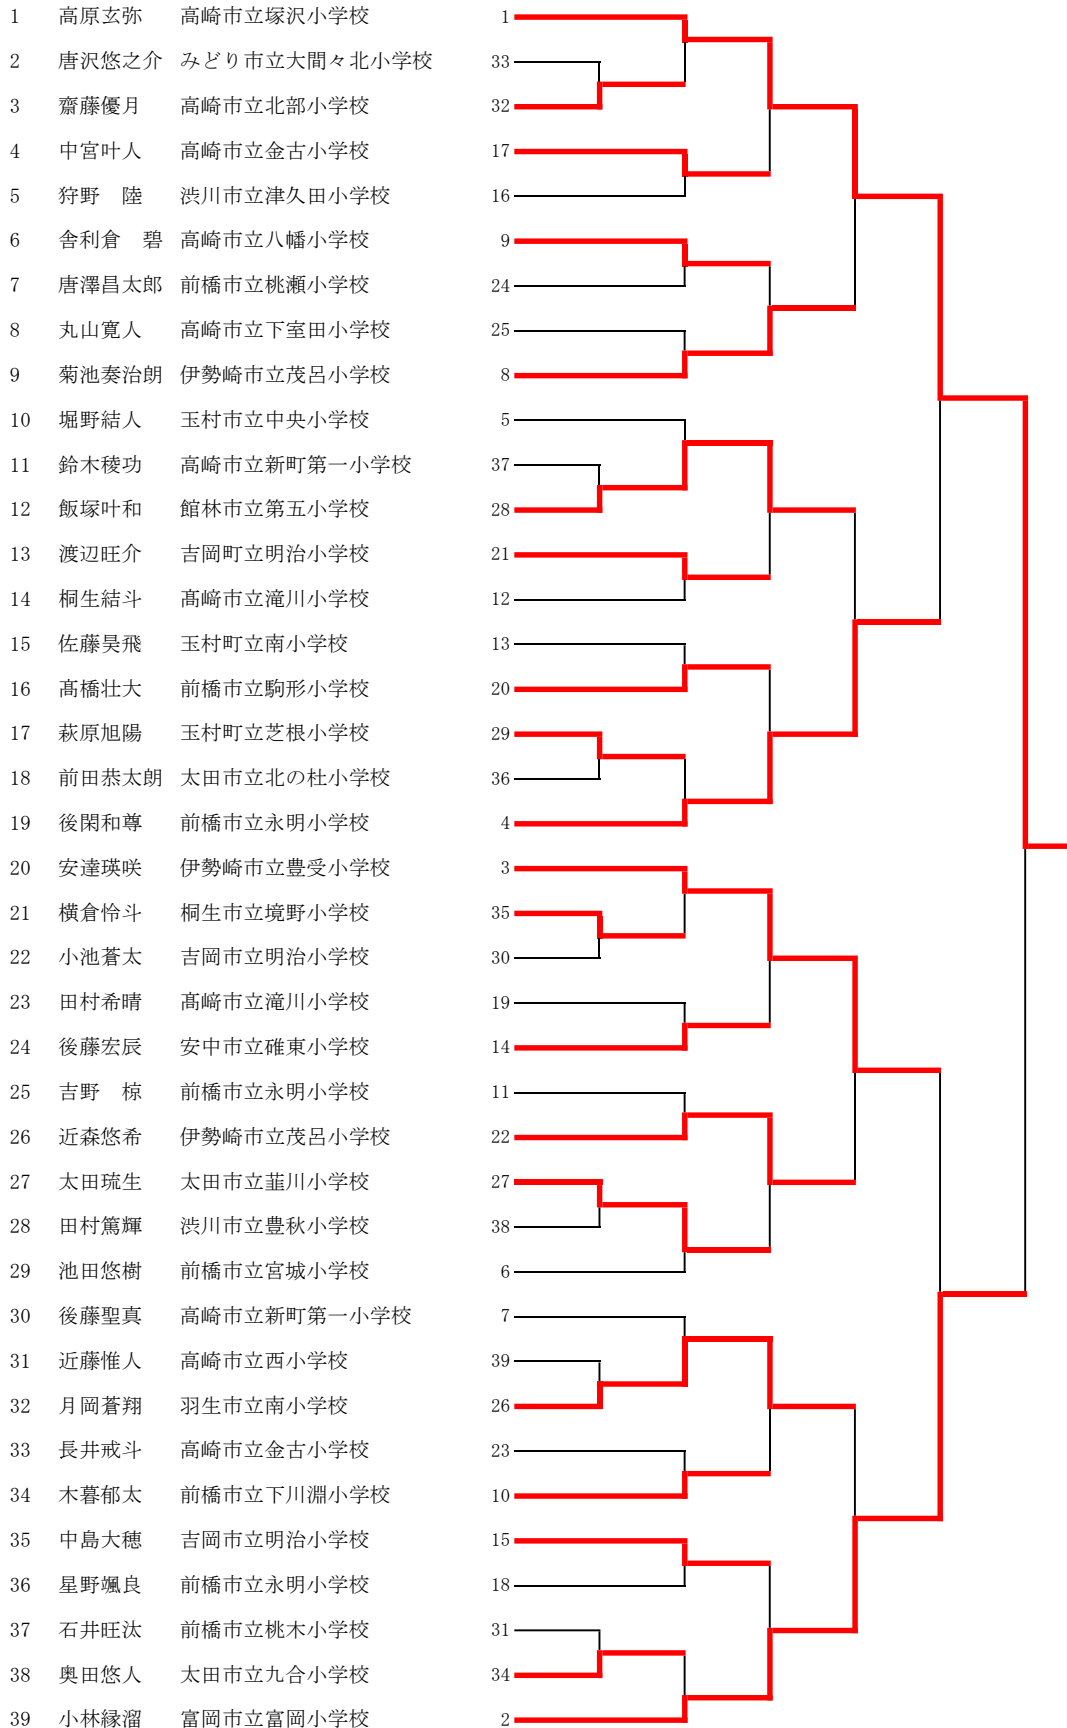 1 高原玄弥 高崎市立塚沢小学校 1
2 唐沢悠之介 みどり市立大間々北小学校 33
3 齋藤優月 高崎市立北部小学校 32
4 中宮叶人 高崎市立金古小学校 17
5 狩野　陸 渋川市立津久田小学校 16
6 舎利倉　碧 高崎市立八幡小学校 9
7 唐澤昌太郎 前橋市立桃瀬小学校 24
8 丸山寛人 高崎市立下室田小学校 25
9 菊池奏治朗 伊勢崎市立茂呂小学校 8
10 堀野結人 玉村市立中央小学校 5
11 鈴木稜功 高崎市立新町第一小学校 37
12 飯塚叶和 館林市立第五小学校 28
13 渡辺旺介 吉岡町立明治小学校 21
14 桐生結斗 髙﨑市立滝川小学校 12
15 佐藤昊飛 玉村町立南小学校 13
16 髙橋壮大 前橋市立駒形小学校 20
17 萩原旭陽 玉村町立芝根小学校 29
18 前田恭太朗 太田市立北の杜小学校 36
19 後閑和尊 前橋市立永明小学校 4
20 安達瑛咲 伊勢崎市立豊受小学校 3
21 横倉怜斗 桐生市立境野小学校 35
22 小池蒼太 吉岡市立明治小学校 30
23 田村希晴 髙﨑市立滝川小学校 19
24 後藤宏辰 安中市立碓東小学校 14
25 吉野　椋 前橋市立永明小学校 11
26 近森悠希 伊勢崎市立茂呂小学校 22
27 太田琉生 太田市立韮川小学校 27
28 田村篤輝 渋川市立豊秋小学校 38
29 池田悠樹 前橋市立宮城小学校 6
30 後藤聖真 高崎市立新町第一小学校 7
31 近藤惟人 高崎市立西小学校 39
32 月岡蒼翔 羽生市立南小学校 26
33 長井戒斗 高崎市立金古小学校 23
34 木暮郁太 前橋市立下川淵小学校 10
35 中島大穂 吉岡市立明治小学校 15
36 星野颯良 前橋市立永明小学校 18
37 石井旺汰 前橋市立桃木小学校 31
38 奥田悠人 太田市立九合小学校 34
39 小林縁溜 富岡市立富岡小学校 2